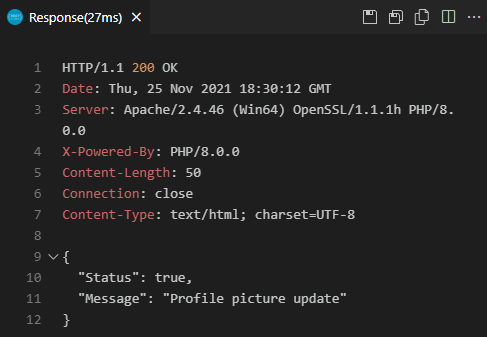 Response(27ms)
1 HTTP/1.1 200 OK
2 Date: Thu, 25 Nov 2021 18:30:12 GMT
3 Server: Apache/2.4.46 (Win64) OpenSSL/1.1.1h PHP/8.
0.0
4 X-Powered-By: PHP/8.0.0
5 Content-Length: 50
6 Connection: close
7 Content-Type: text/html; charset=UTF-8
8
9 {
10 "Status": true,
11 "Message": "Profile picture update"
12 }